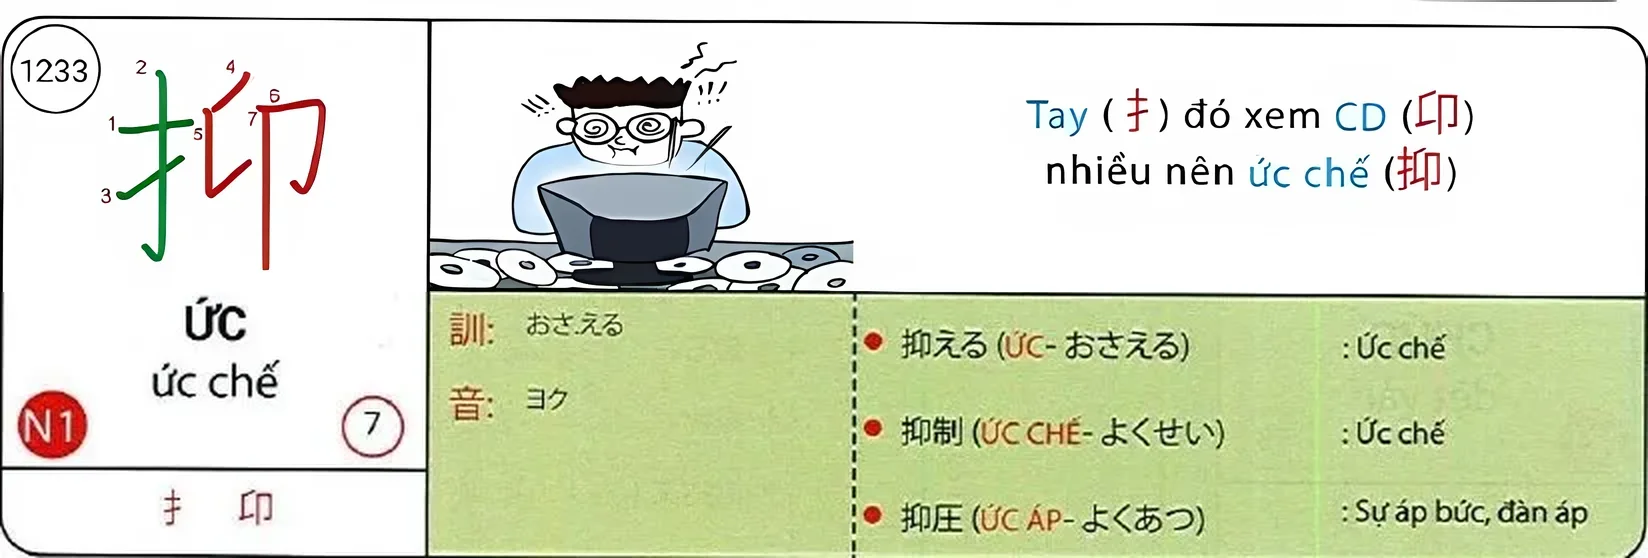 1233
2 4 6
1 5 7
3
抑
ỨC
ức chế
N1
7
扌 卬
Tay (扌) đó xem CD (卬)
nhiều nên ức chế (抑)
訓: おさ.える
音: ヨク
抑える (ỨC- おさえる) : Ức chế
抑制 (ỨC CHẾ- よくせい) : Ức chế
抑圧 (ỨC ÁP- よくあつ) : Sự áp bức, đàn áp